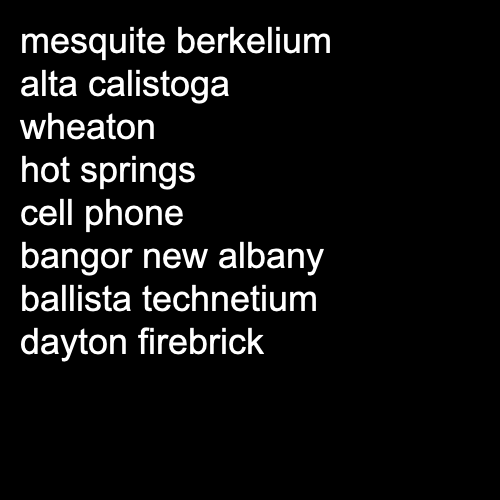 mesquite berkelium
alta calistoga
wheaton
hot springs
cell phone
bangor new albany
ballista technetium
dayton firebrick